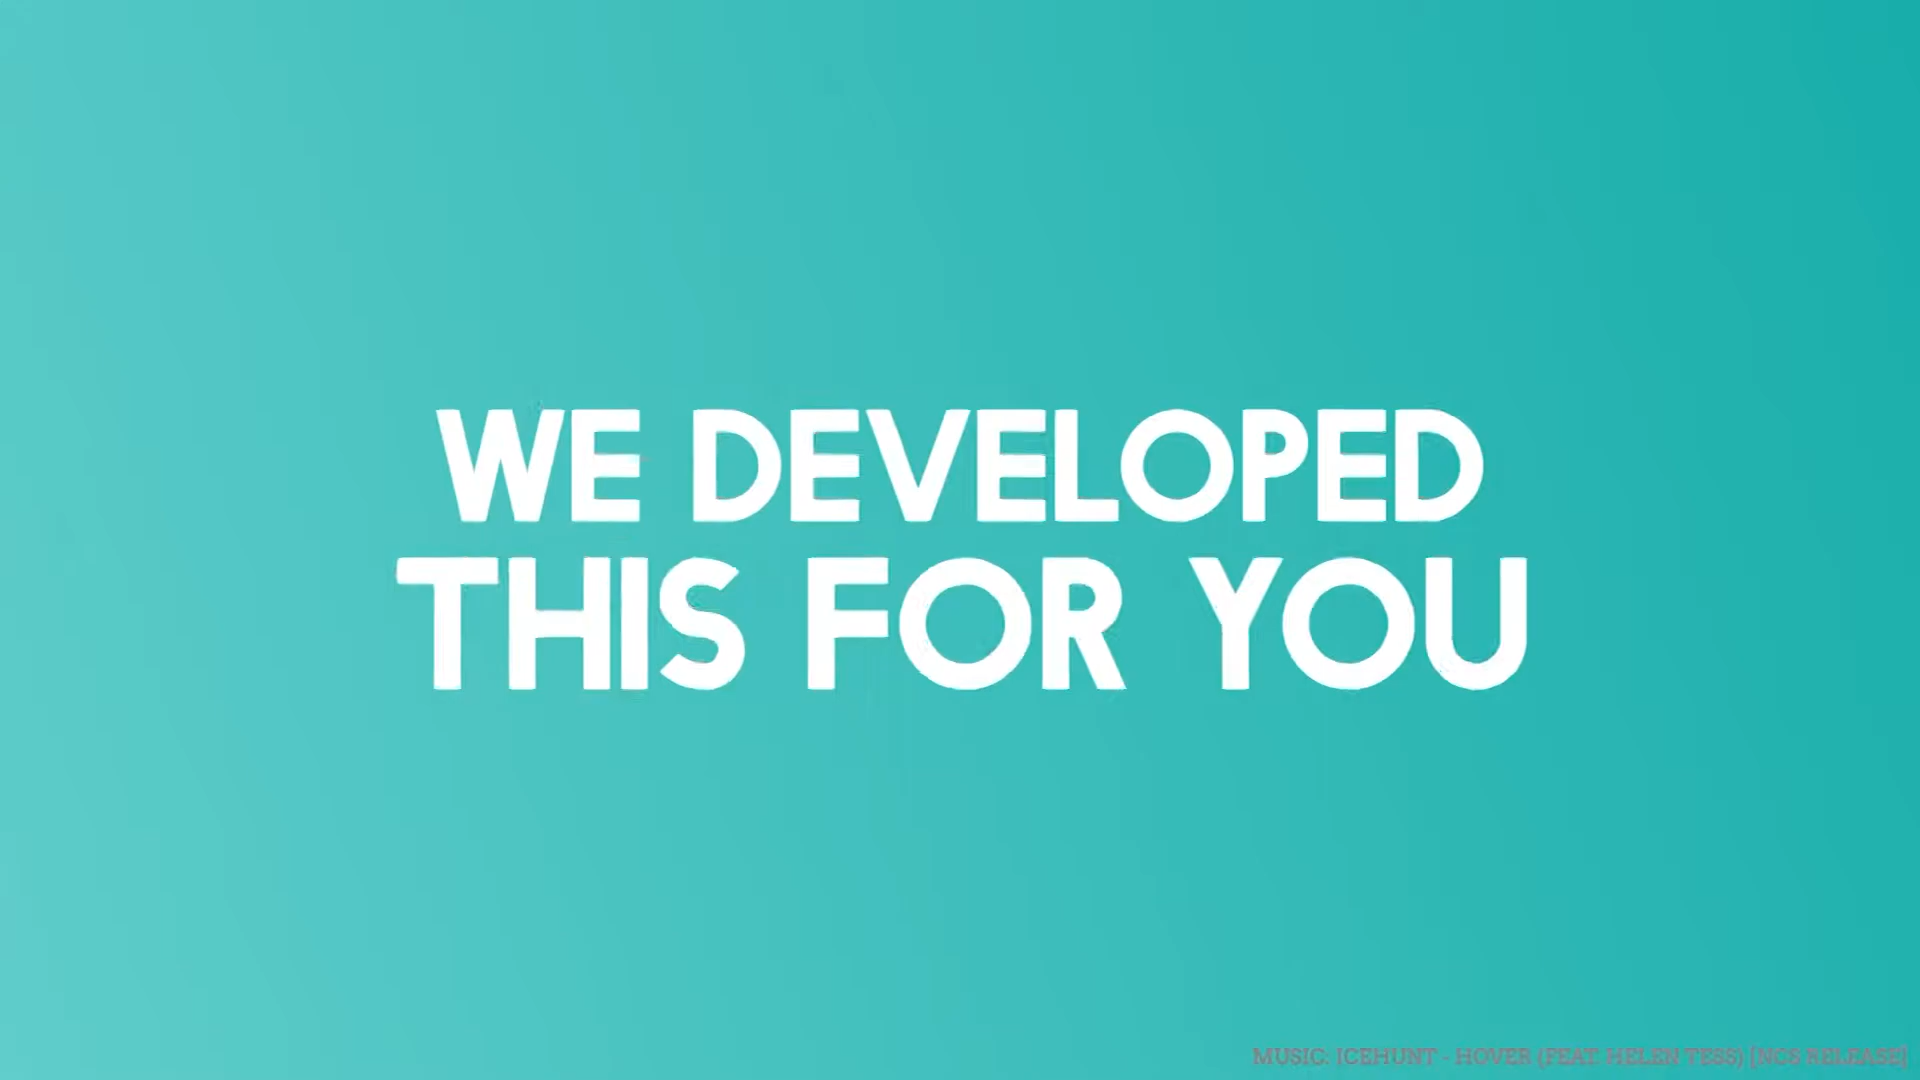 WE DEVELOPED
THIS FOR YOU
MUSIC: ICEHUNT - HOVER (FEAT. HELEN TESS) [NCS RELEASE]